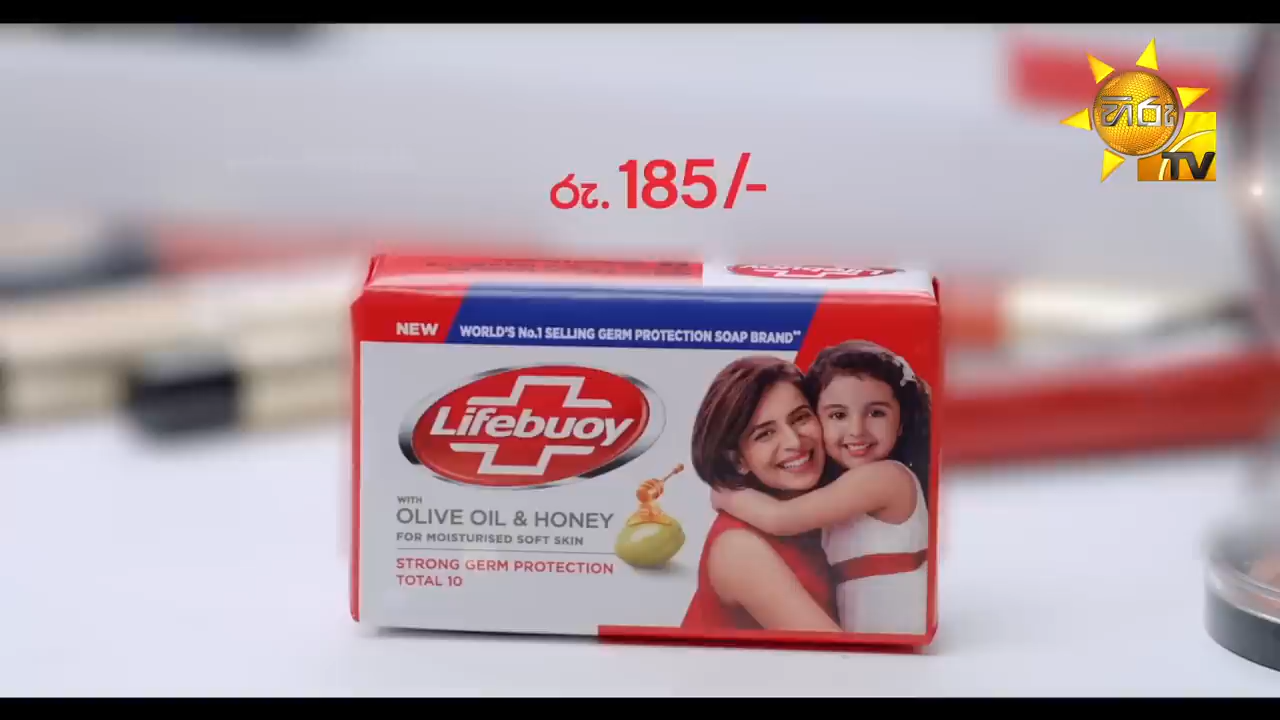 හිරු
TV
රු. 185/-
Lifebuoy
NEW
WORLD'S No.1 SELLING GERM PROTECTION SOAP BRAND**
Lifebuoy
WITH
OLIVE OIL & HONEY
FOR MOISTURISED SOFT SKIN
STRONG GERM PROTECTION
TOTAL 10